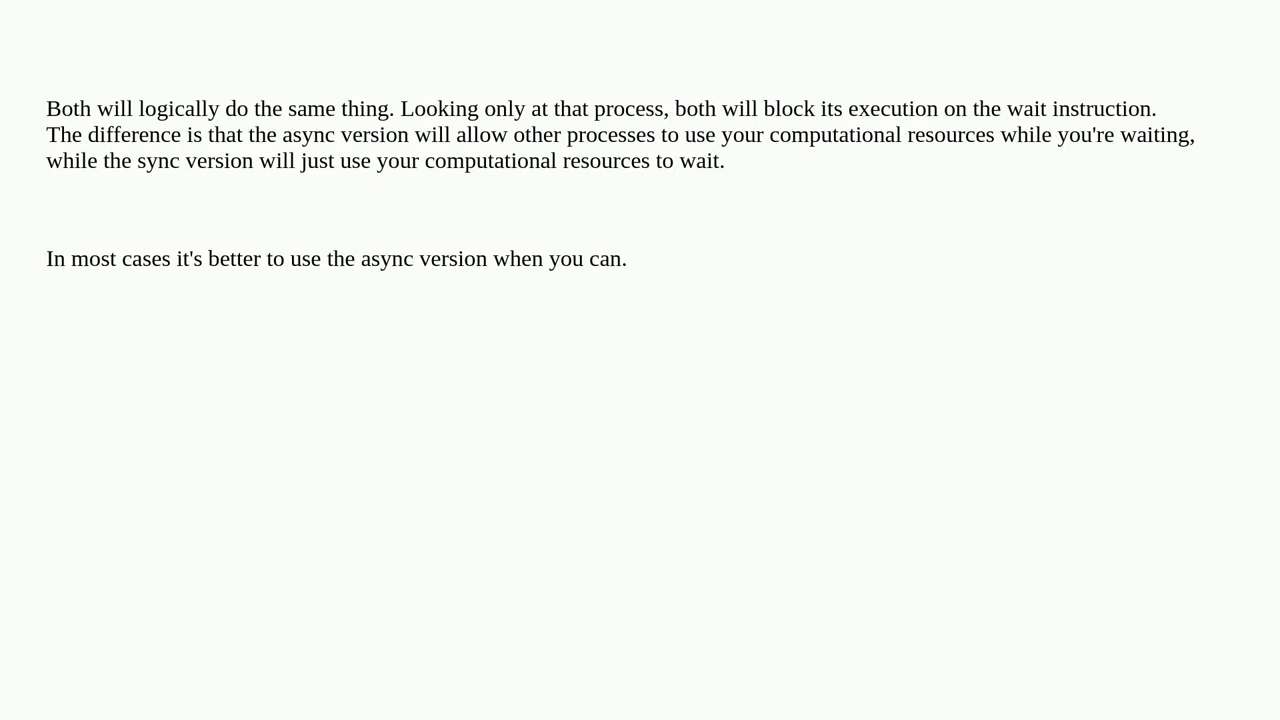 Both will logically do the same thing. Looking only at that process, both will block its execution on the wait instruction.
The difference is that the async version will allow other processes to use your computational resources while you're waiting,
while the sync version will just use your computational resources to wait.
In most cases it's better to use the async version when you can.